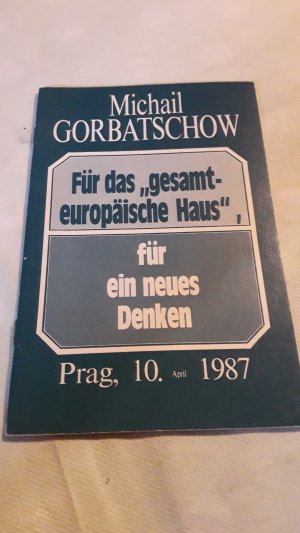 Michail
GORBATSCHOW
Für das „gesamt-
europäische Haus“ ,
für
ein neues
Denken
Prag, 10. April 1987